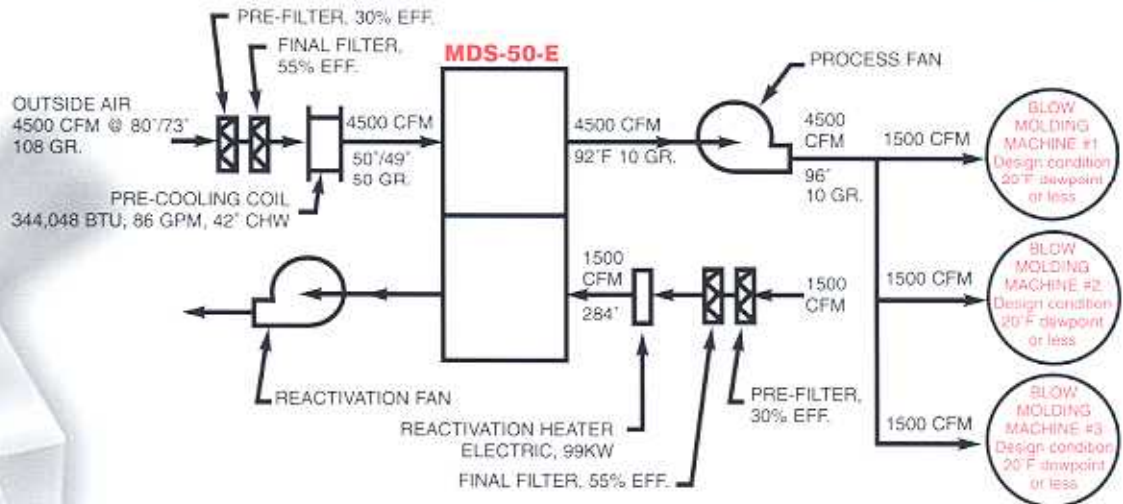 PRE-FILTER, 30% EFF.
FINAL FILTER,
55% EFF.
MDS-50-E
PROCESS FAN
OUTSIDE AIR
4500 CFM @ 80°/73°
108 GR.
4500 CFM
50°/49°
50 GR.
4500 CFM
92°F 10 GR.
4500
CFM
96°
10 GR.
1500 CFM
BLOW
MOLDING
MACHINE #1
Design condition
20°F dewpoint
or less
PRE-COOLING COIL
344,048 BTU, 86 GPM, 42° CHW
1500
CFM
284°
1500
CFM
1500 CFM
BLOW
MOLDING
MACHINE #2
Design condition
20°F dewpoint
or less
REACTIVATION FAN
PRE-FILTER,
30% EFF.
REACTIVATION HEATER
ELECTRIC, 99KW
FINAL FILTER, 55% EFF.
1500 CFM
BLOW
MOLDING
MACHINE #3
Design condition
20°F dewpoint
or less